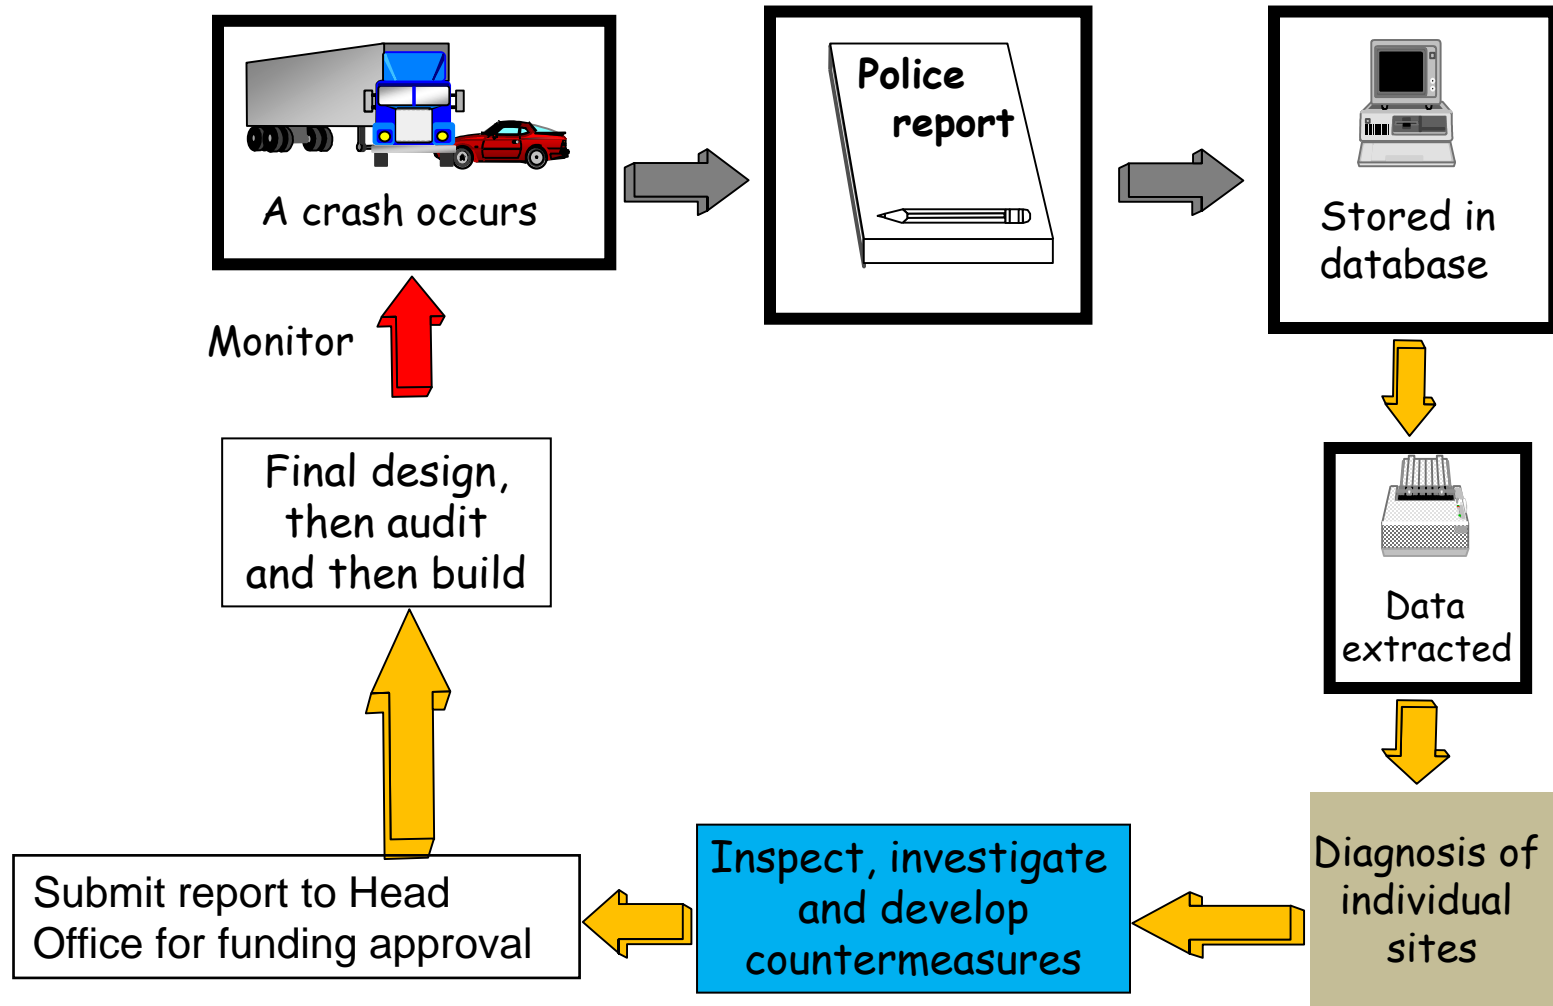 A crash occurs
Police
report
Stored in
database
Data
extracted
Diagnosis of
individual
sites
Inspect, investigate
and develop
countermeasures
Submit report to Head
Office for funding approval
Final design,
then audit
and then build
Monitor